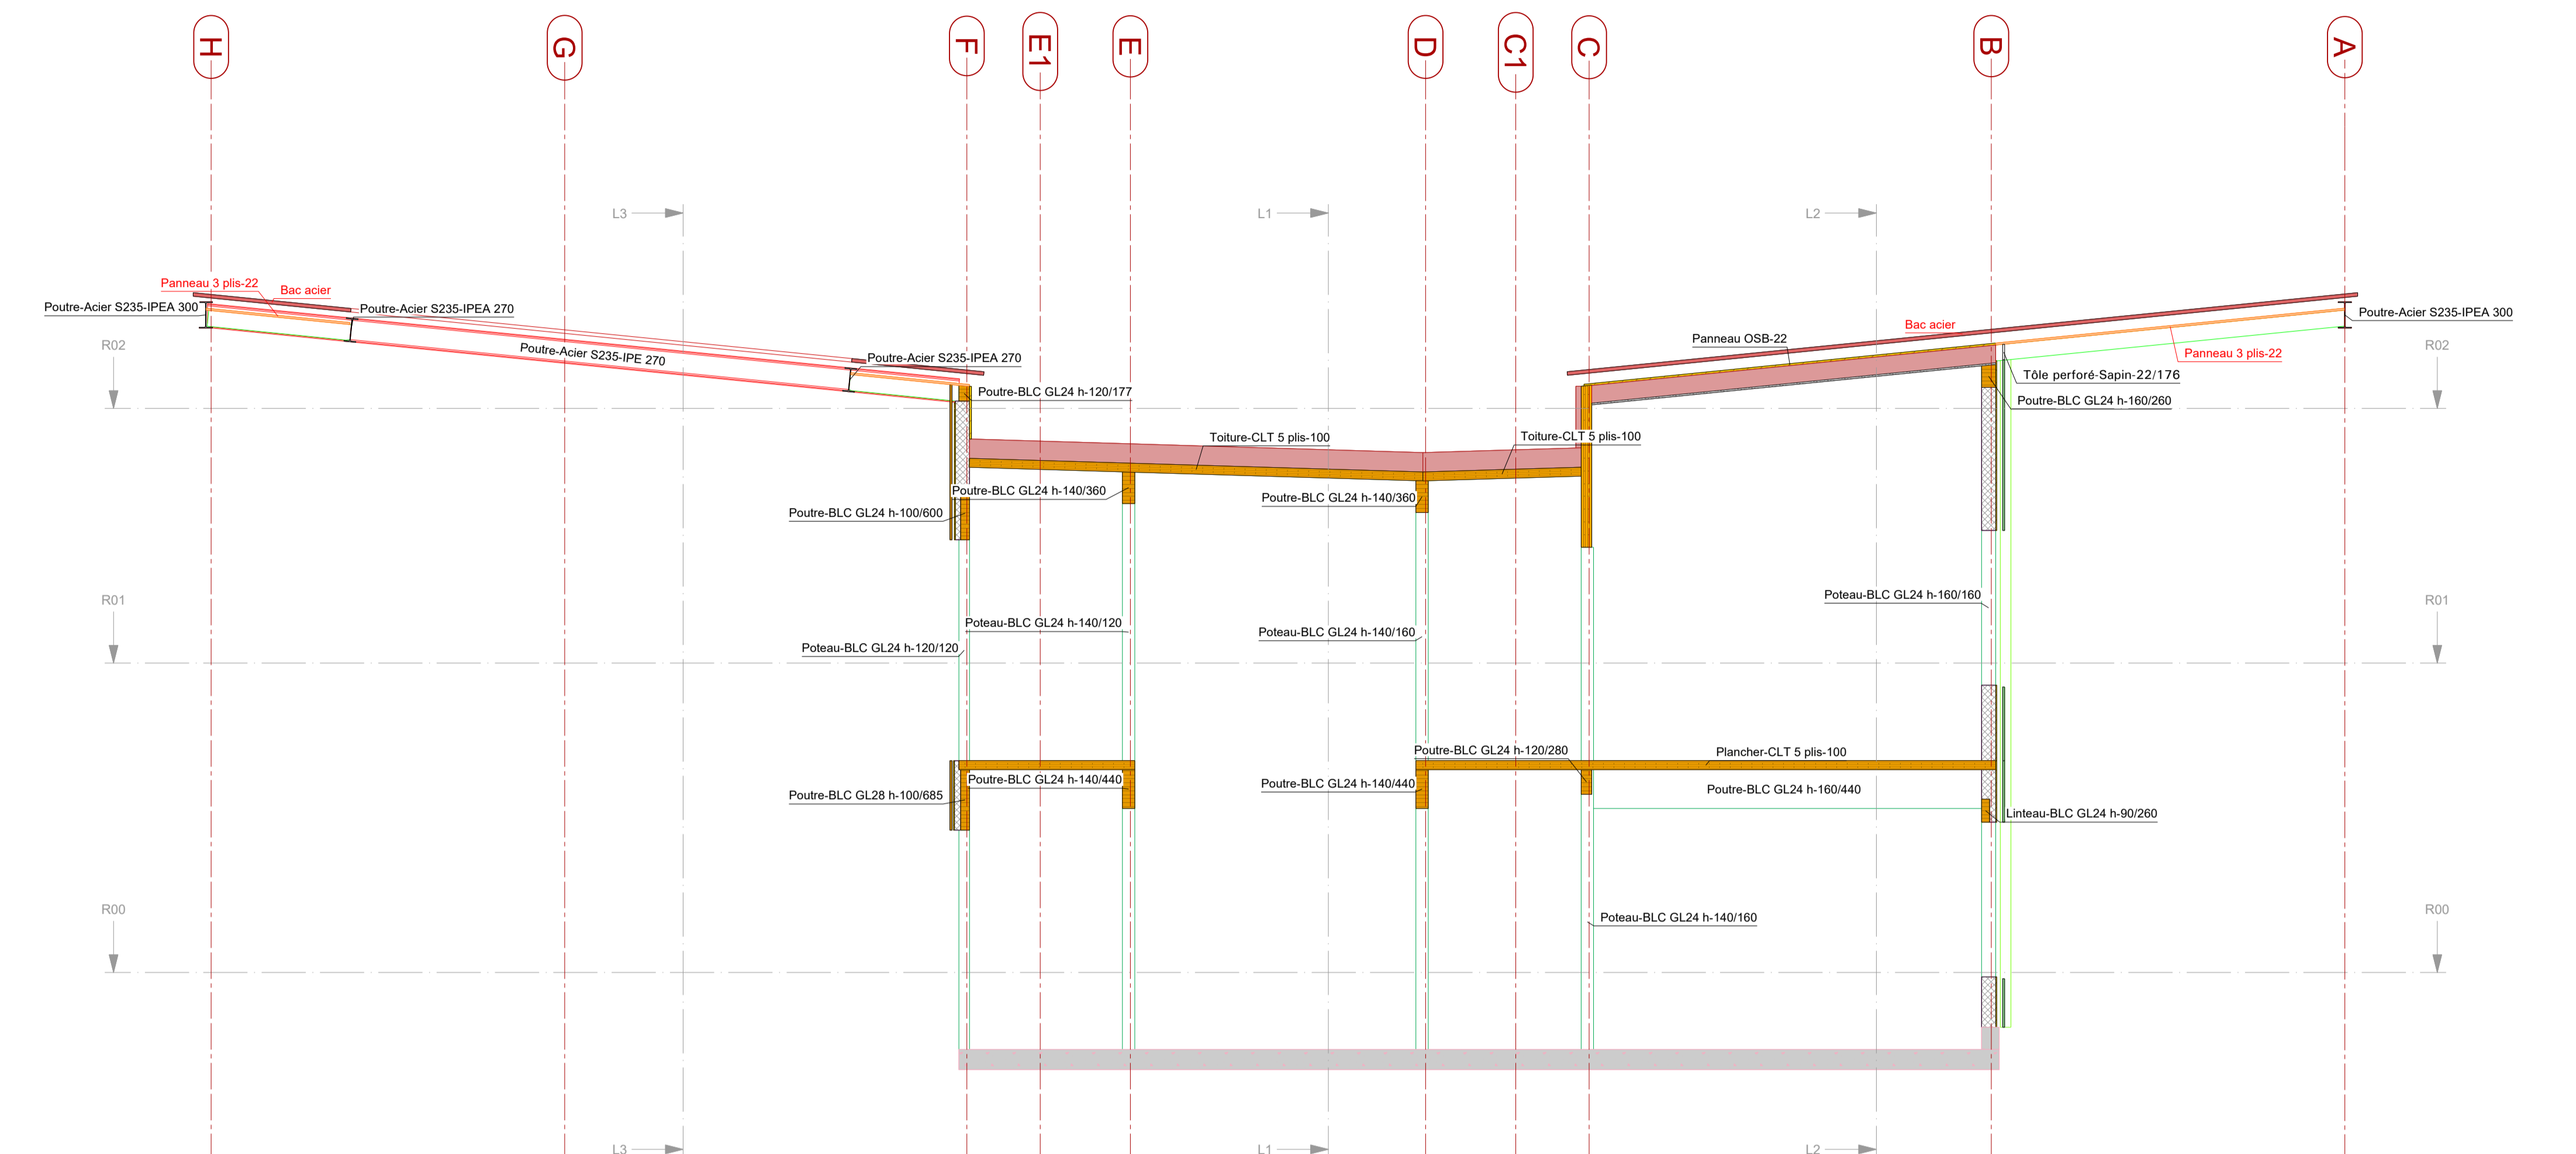 H
G
F
E1
E
D
C1
C
B
A
L3
L1
L2
Panneau 3 plis-22
Bac acier
Poutre-Acier S235-IPEA 300
Poutre-Acier S235-IPEA 270
Poutre-Acier S235-IPEA 300
Bac acier
Panneau OSB-22
R02
Poutre-Acier S235-IPE 270
Poutre-Acier S235-IPEA 270
Panneau 3 plis-22
R02
Tôle perforé-Sapin-22/176
Poutre-BLC GL24 h-120/177
Poutre-BLC GL24 h-160/260
Toiture-CLT 5 plis-100
Toiture-CLT 5 plis-100
Poutre-BLC GL24 h-140/360
Poutre-BLC GL24 h-140/360
Poutre-BLC GL24 h-100/600
R01
Poteau-BLC GL24 h-160/160
R01
Poteau-BLC GL24 h-140/120
Poteau-BLC GL24 h-140/160
Poteau-BLC GL24 h-120/120
Poutre-BLC GL24 h-120/280
Plancher-CLT 5 plis-100
Poutre-BLC GL24 h-140/440
Poutre-BLC GL24 h-140/440
Poutre-BLC GL24 h-160/440
Poutre-BLC GL28 h-100/685
Linteau-BLC GL24 h-90/260
R00
Poteau-BLC GL24 h-140/160
R00
L3
L1
L2